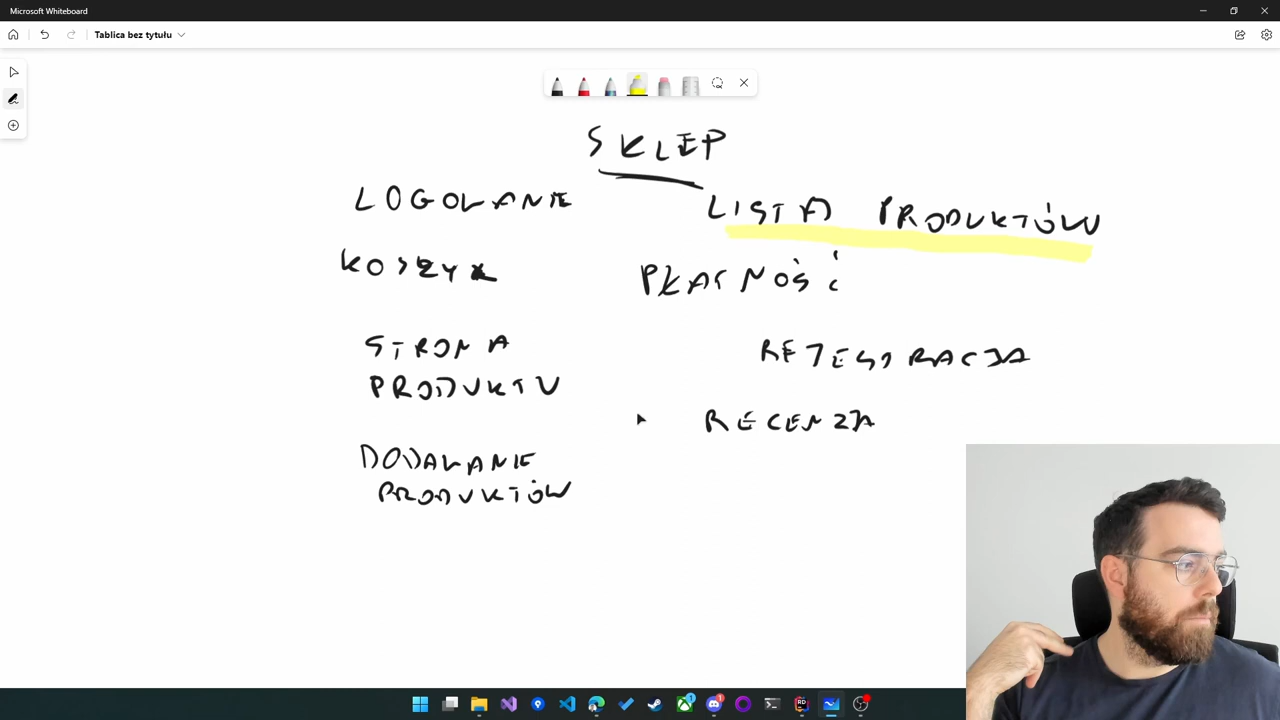 Microsoft Whiteboard
Tablica bez tytułu
SKLEP
LOGOWANIE
LISTA PRODUKTÓW
KOSZYK
PŁATNOŚĆ
STRONA
PRODUKTU
REJESTRACJA
RECENZJA
DODAWANIE
PRODUKTÓW